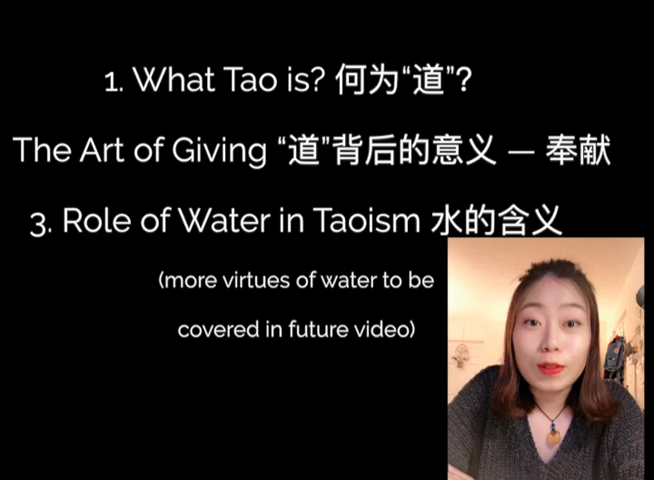 1. What Tao is? 何为“道”?
The Art of Giving “道”背后的意义 — 奉献
3. Role of Water in Taoism 水的含义
(more virtues of water to be
covered in future video)